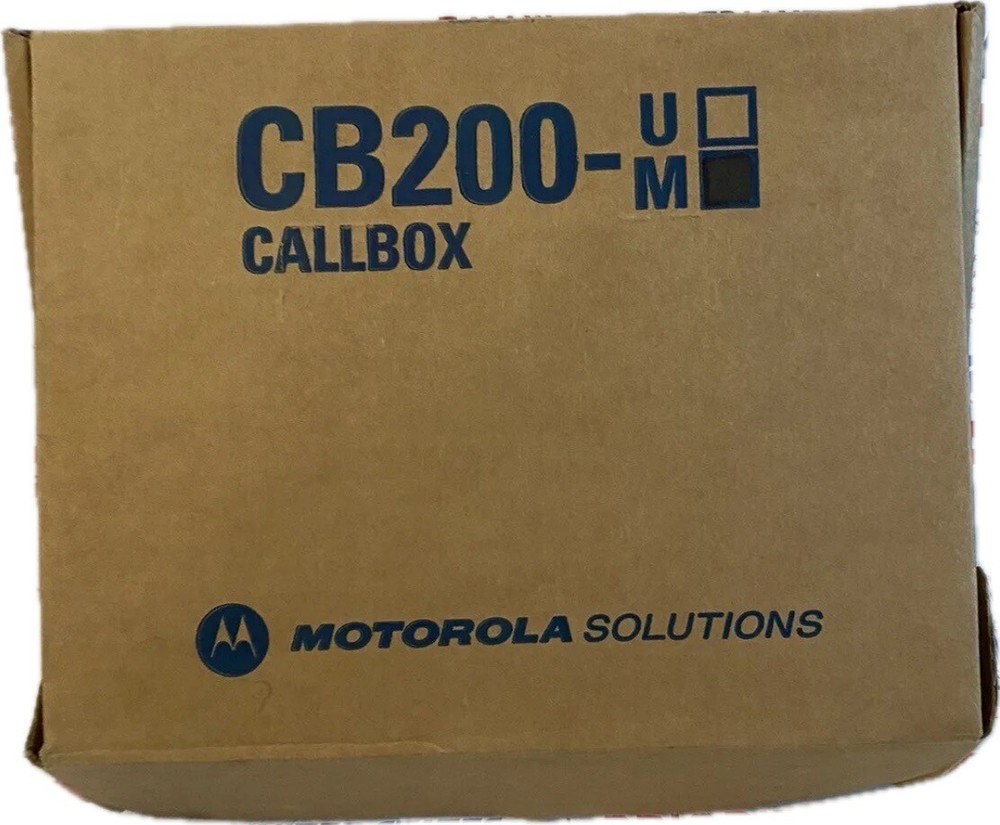 CB200-U
M
CALLBOX
MOTOROLA SOLUTIONS